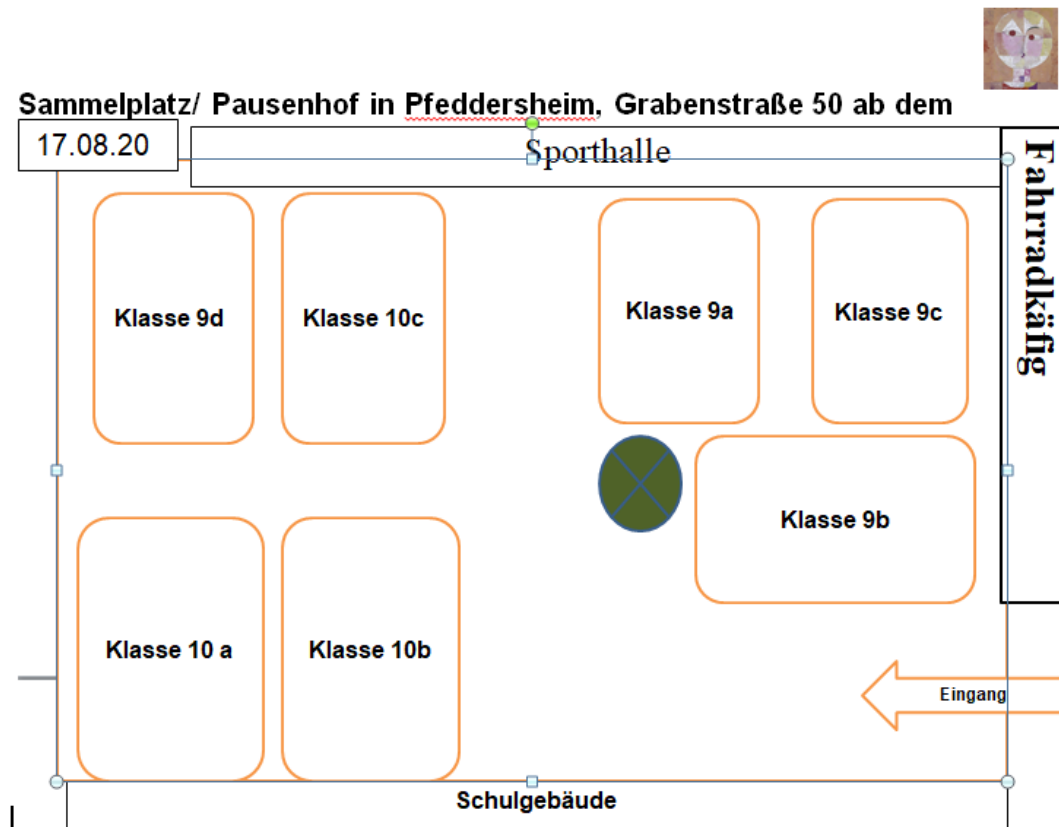 Sammelplatz/ Pausenhof in Pfeddersheim, Grabenstraße 50 ab dem
17.08.20
Sporthalle
Fahrradkäfig
Klasse 9d
Klasse 10c
Klasse 9a
Klasse 9c
Klasse 9b
Klasse 10 a
Klasse 10b
Eingang
Schulgebäude